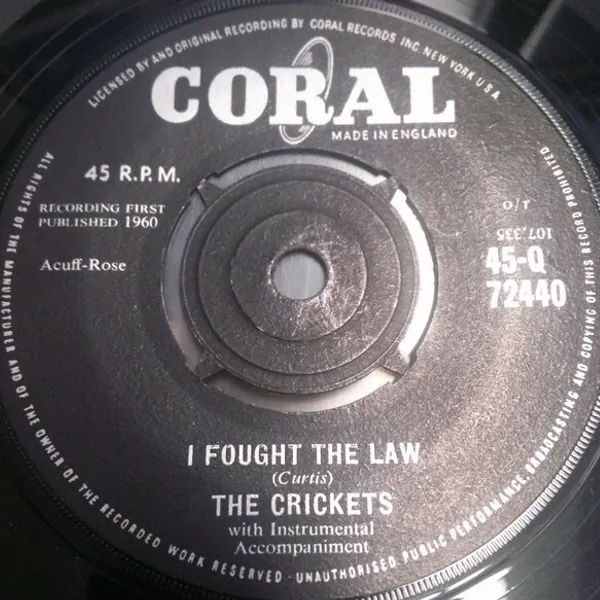 LICENSED BY AND ORIGINAL RECORDING BY CORAL RECORDS INC. NEW YORK U.S.A.
CORAL
MADE IN ENGLAND
45 R.P.M.
RECORDING FIRST
PUBLISHED 1960
Acuff-Rose
O/T
107,335
45-Q
72440
I FOUGHT THE LAW
(Curtis)
THE CRICKETS
with Instrumental
Accompaniment
ALL RIGHTS OF THE MANUFACTURER AND OF THE OWNER OF THE RECORDED WORK RESERVED · UNAUTHORISED PUBLIC PERFORMANCE, BROADCASTING AND COPYING OF THIS RECORD PROHIBITED